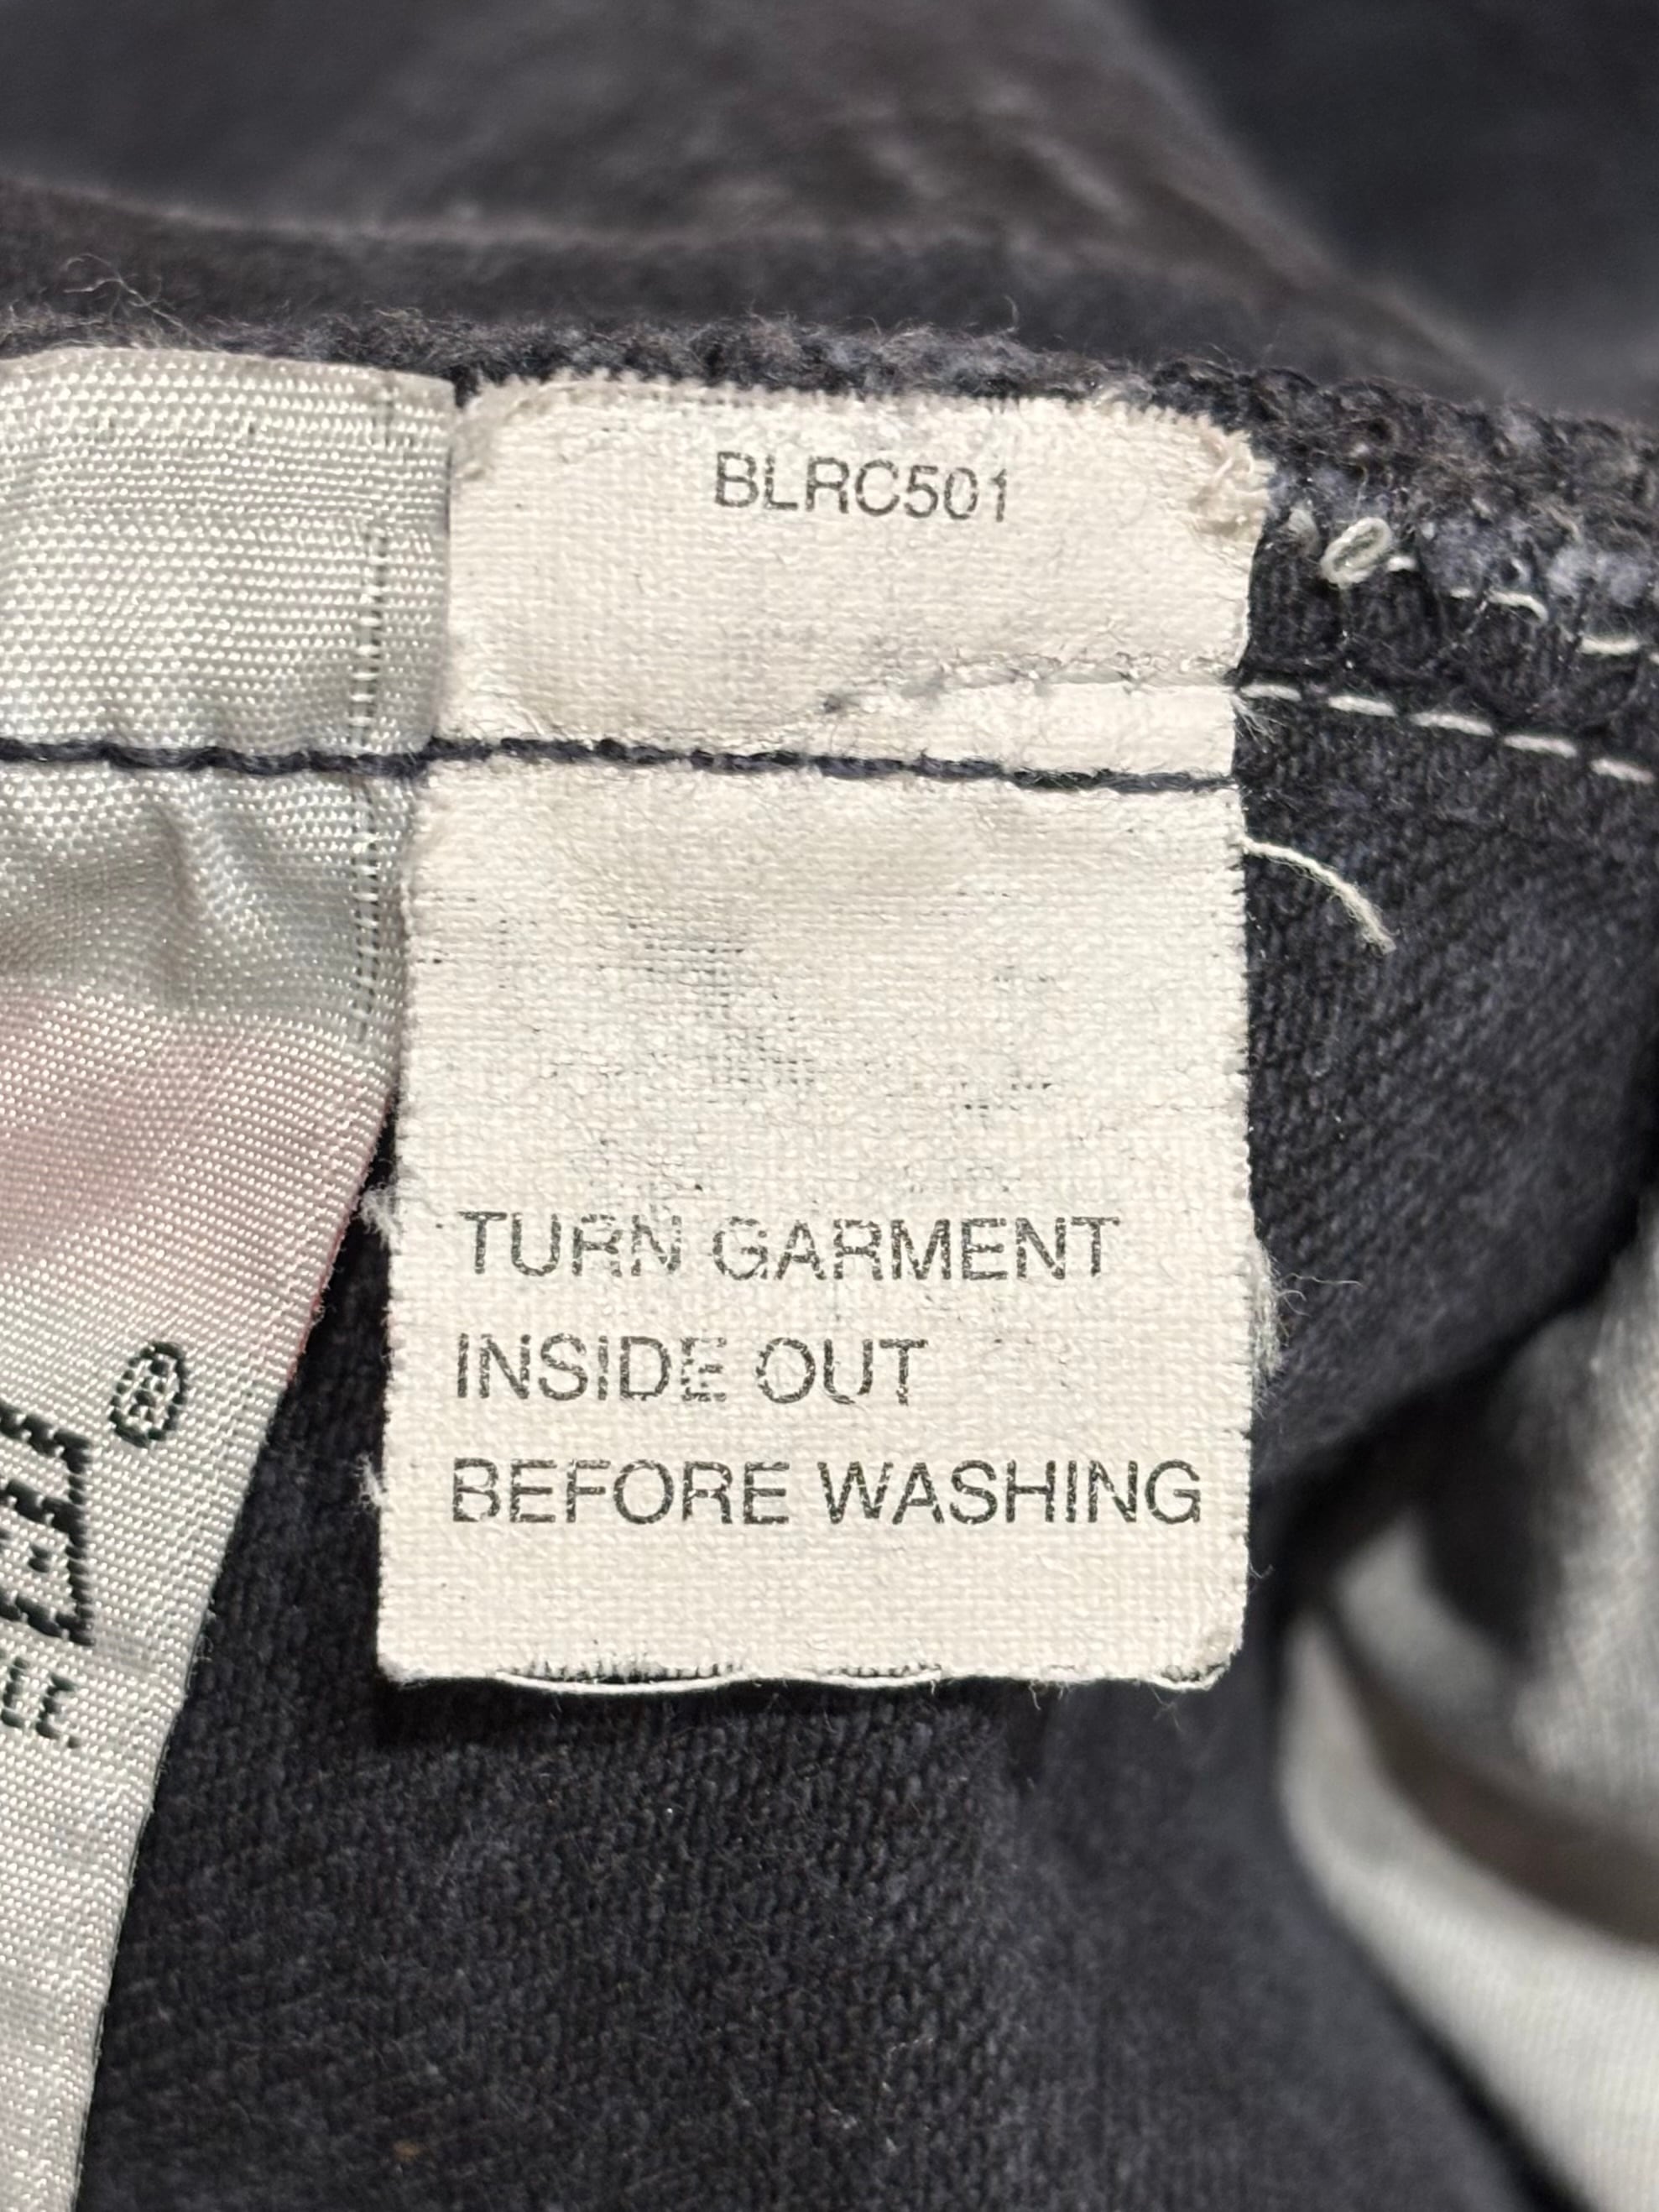 BLRC501
TURN GARMENT
INSIDE OUT
BEFORE WASHING
®